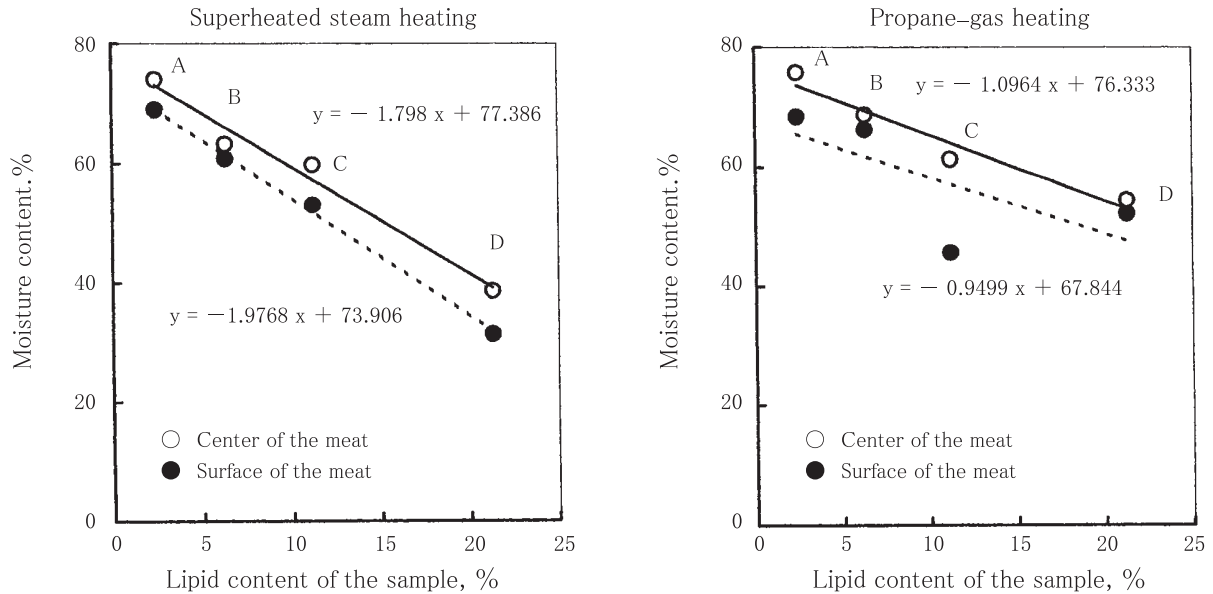 Superheated steam heating
80
60
40
20
0
0 5 10 15 20 25
Moisture content.%
Lipid content of the sample, %
A
B
C
D
y = − 1.798 x + 77.386
y = −1.9768 x + 73.906
Center of the meat
Surface of the meat
Propane–gas heating
80
60
40
20
0
0 5 10 15 20 25
Moisture content.%
Lipid content of the sample, %
A
B
C
D
y = − 1.0964 x + 76.333
y = − 0.9499 x + 67.844
Center of the meat
Surface of the meat